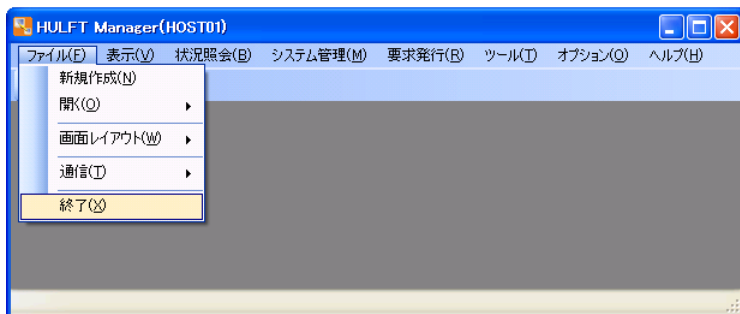 HULFT Manager(HOST01)
ファイル(F) 表示(V) 状況照会(B) システム管理(M) 要求発行(R) ツール(T) オプション(O) ヘルプ(H)
新規作成(N)
開く(O)
画面レイアウト(W)
通信(T)
終了(X)